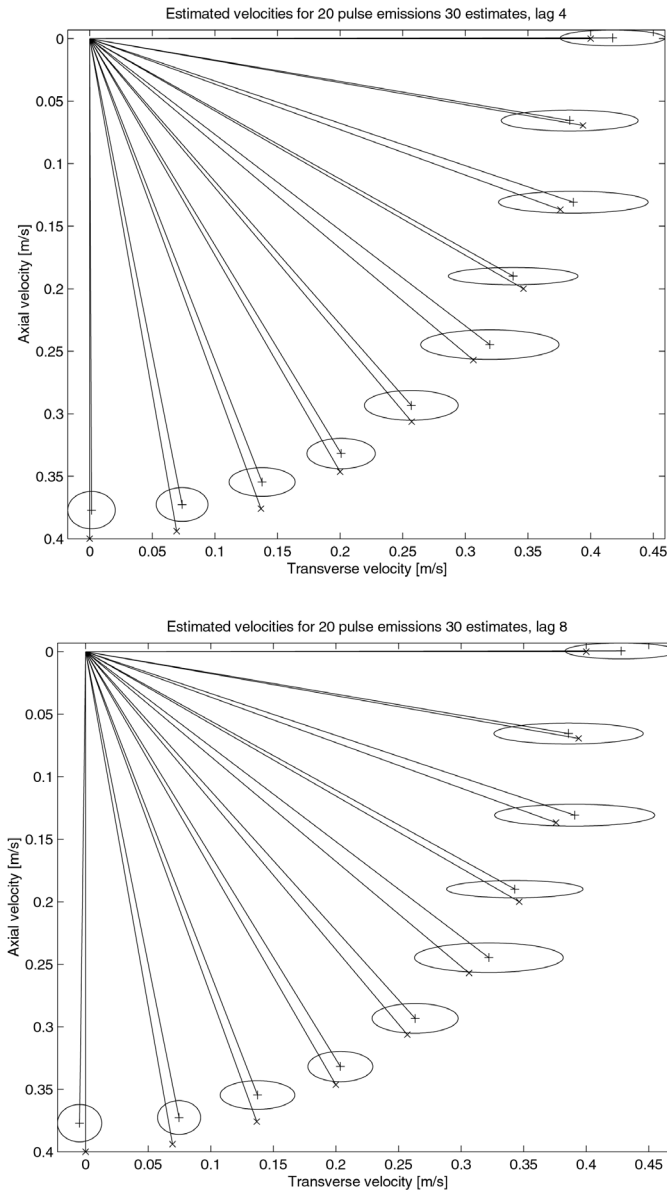 Estimated velocities for 20 pulse emissions 30 estimates, lag 4
0
0.05
0.1
0.15
0.2
0.25
0.3
0.35
0.4
Axial velocity [m/s]
0 0.05 0.1 0.15 0.2 0.25 0.3 0.35 0.4 0.45
Transverse velocity [m/s]
Estimated velocities for 20 pulse emissions 30 estimates, lag 8
0
0.05
0.1
0.15
0.2
0.25
0.3
0.35
0.4
Axial velocity [m/s]
0 0.05 0.1 0.15 0.2 0.25 0.3 0.35 0.4 0.45
Transverse velocity [m/s]